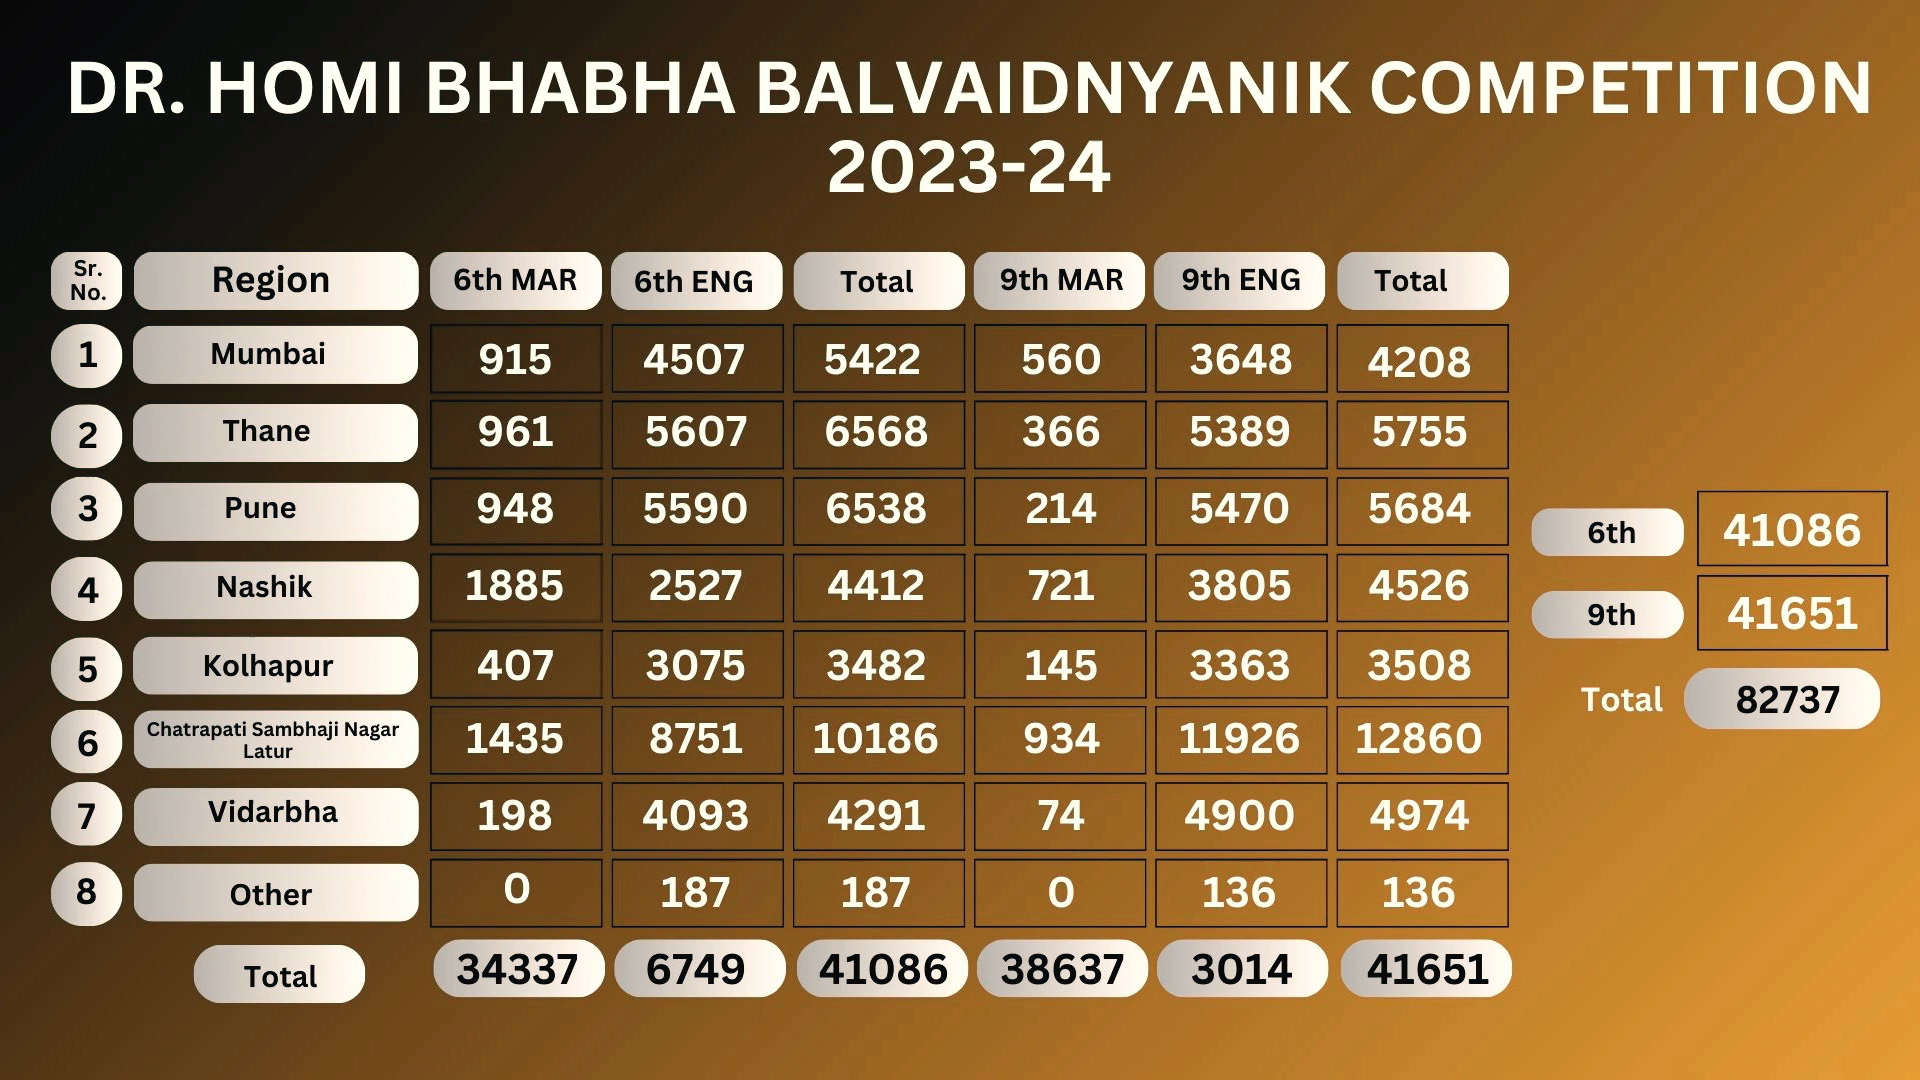 DR. HOMI BHABHA BALVAIDNYANIK COMPETITION
2023-24
Sr. No. Region 6th MAR 6th ENG Total 9th MAR 9th ENG Total
1 Mumbai 915 4507 5422 560 3648 4208
2 Thane 961 5607 6568 366 5389 5755
3 Pune 948 5590 6538 214 5470 5684
4 Nashik 1885 2527 4412 721 3805 4526
5 Kolhapur 407 3075 3482 145 3363 3508
6 Chatrapati Sambhaji Nagar Latur 1435 8751 10186 934 11926 12860
7 Vidarbha 198 4093 4291 74 4900 4974
8 Other 0 187 187 0 136 136
Total 34337 6749 41086 38637 3014 41651
6th 41086
9th 41651
Total 82737